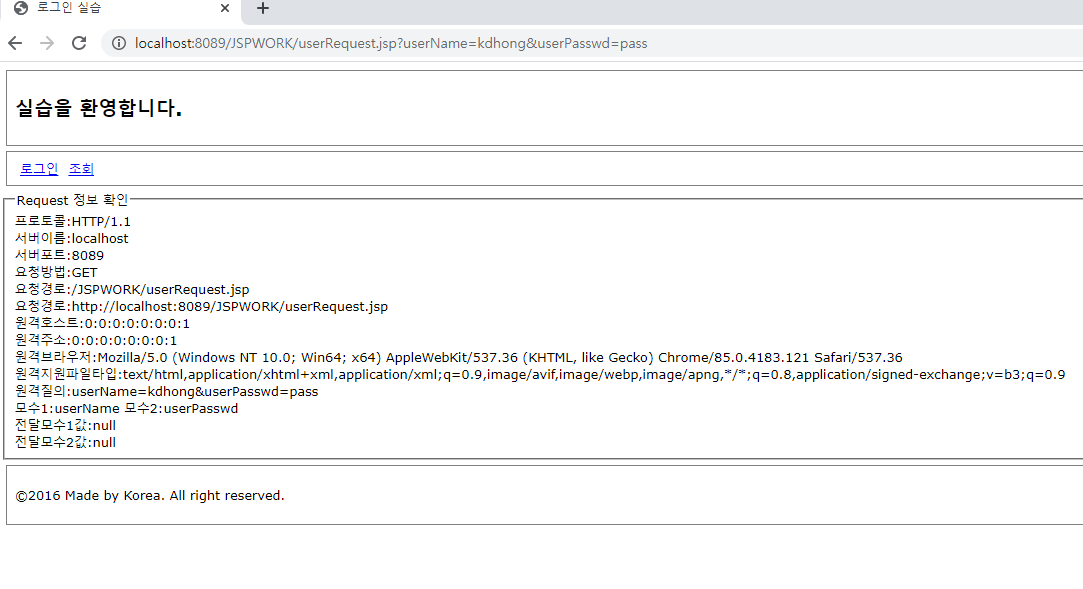 로그인 실습
localhost:8089/JSPWORK/userRequest.jsp?userName=kdhong&userPasswd=pass
실습을 환영합니다.
로그인 조회
Request 정보 확인
프로토콜:HTTP/1.1
서버이름:localhost
서버포트:8089
요청방법:GET
요청경로:/JSPWORK/userRequest.jsp
요청경로:http://localhost:8089/JSPWORK/userRequest.jsp
원격호스트:0:0:0:0:0:0:0:1
원격주소:0:0:0:0:0:0:0:1
원격브라우저:Mozilla/5.0 (Windows NT 10.0; Win64; x64) AppleWebKit/537.36 (KHTML, like Gecko) Chrome/85.0.4183.121 Safari/537.36
원격지원파일타입:text/html,application/xhtml+xml,application/xml;q=0.9,image/avif,image/webp,image/apng,*/*;q=0.8,application/signed-exchange;v=b3;q=0.9
원격질의:userName=kdhong&userPasswd=pass
모수1:userName 모수2:userPasswd
전달모수1값:null
전달모수2값:null
©2016 Made by Korea. All right reserved.